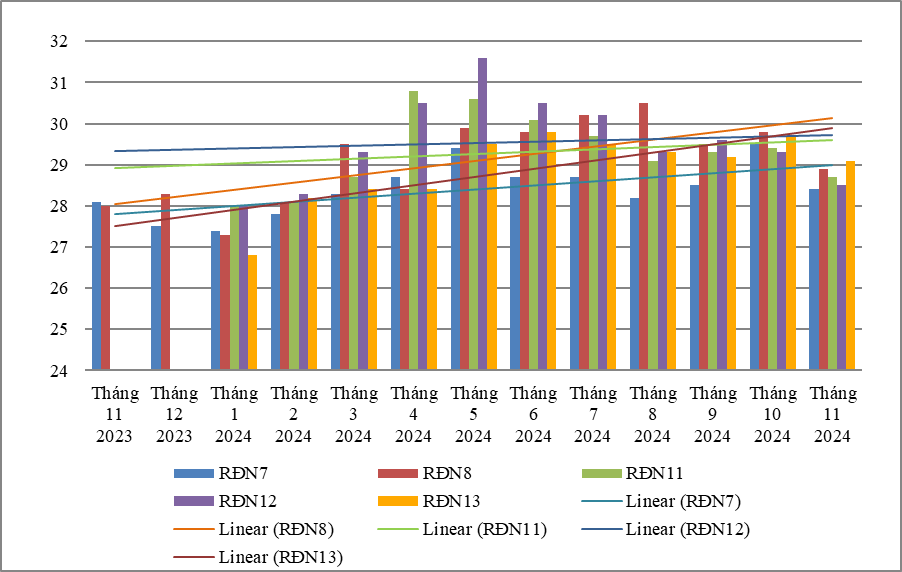 32
31
30
29
28
27
26
25
24
Tháng Tháng Tháng Tháng Tháng Tháng Tháng Tháng Tháng Tháng Tháng Tháng Tháng
11 12 1 2 3 4 5 6 7 8 9 10 11
2023 2023 2024 2024 2024 2024 2024 2024 2024 2024 2024 2024 2024
RĐN7 RĐN8 RĐN11
RĐN12 RĐN13 Linear (RĐN7)
Linear (RĐN8) Linear (RĐN11) Linear (RĐN12)
Linear (RĐN13)